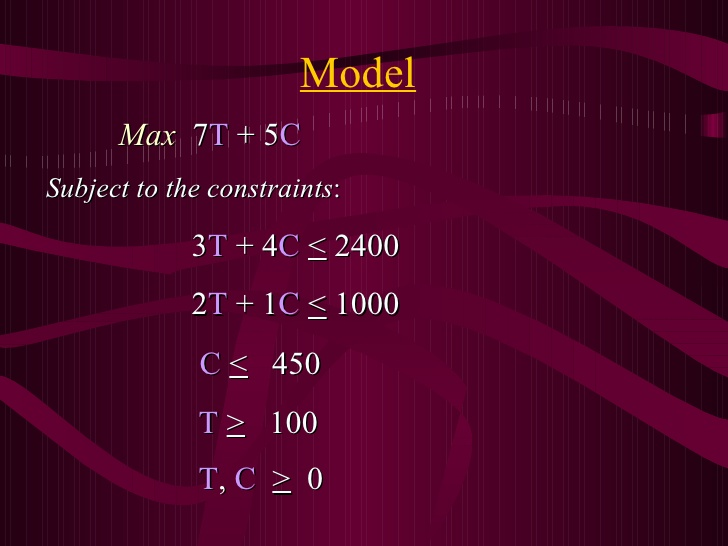 Model
Max 7T + 5C
Subject to the constraints:
3T + 4C ≤ 2400
2T + 1C ≤ 1000
C ≤ 450
T ≥ 100
T, C ≥ 0